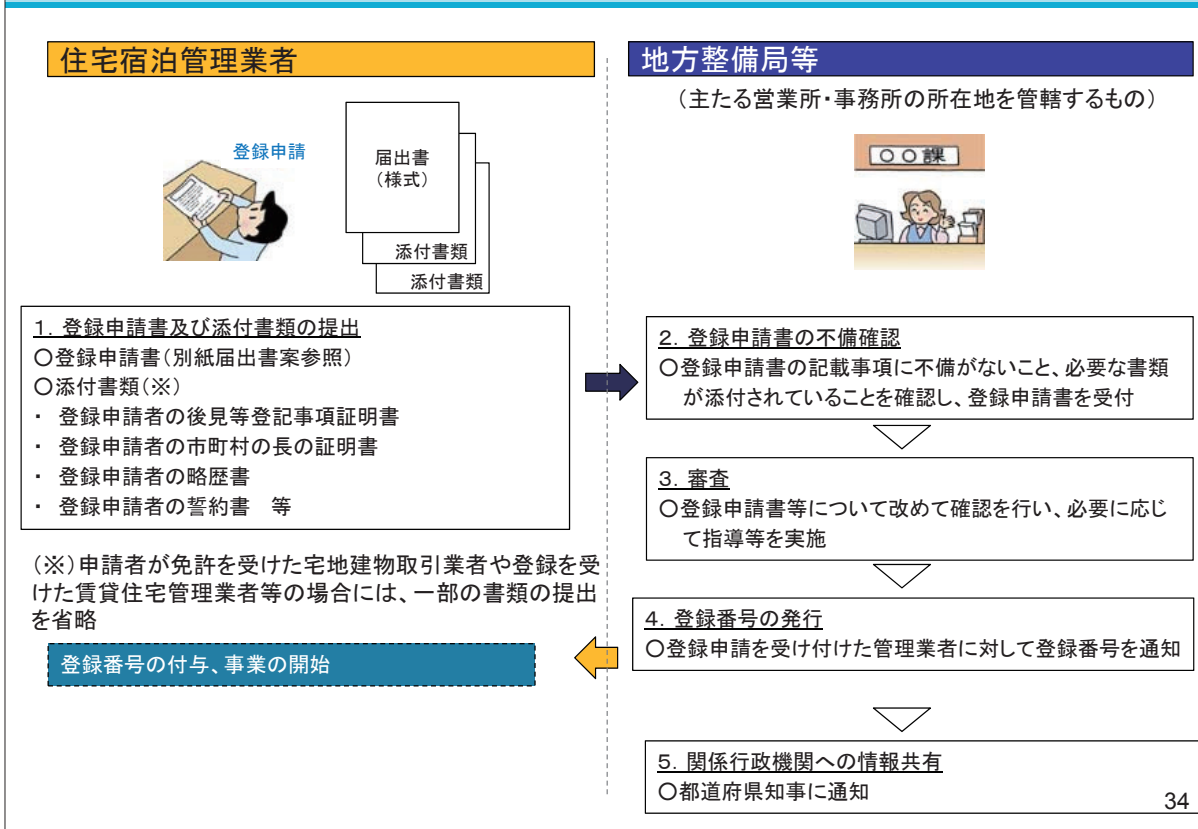 住宅宿泊管理業者
登録申請
届出書
(様式)
添付書類
添付書類
1．登録申請書及び添付書類の提出
○登録申請書(別紙届出書案参照)
○添付書類(※)
・ 登録申請者の後見等登記事項証明書
・ 登録申請者の市町村の長の証明書
・ 登録申請者の略歴書
・ 登録申請者の誓約書　等
(※)申請者が免許を受けた宅地建物取引業者や登録を受
けた賃貸住宅管理業者等の場合には、一部の書類の提出
を省略
登録番号の付与、事業の開始
地方整備局等
(主たる営業所・事務所の所在地を管轄するもの)
○○課
2．登録申請書の不備確認
○登録申請書の記載事項に不備がないこと、必要な書類
が添付されていることを確認し、登録申請書を受付
3．審査
○登録申請書等について改めて確認を行い、必要に応じ
て指導等を実施
4．登録番号の発行
○登録申請を受け付けた管理業者に対して登録番号を通知
5．関係行政機関への情報共有
○都道府県知事に通知
34